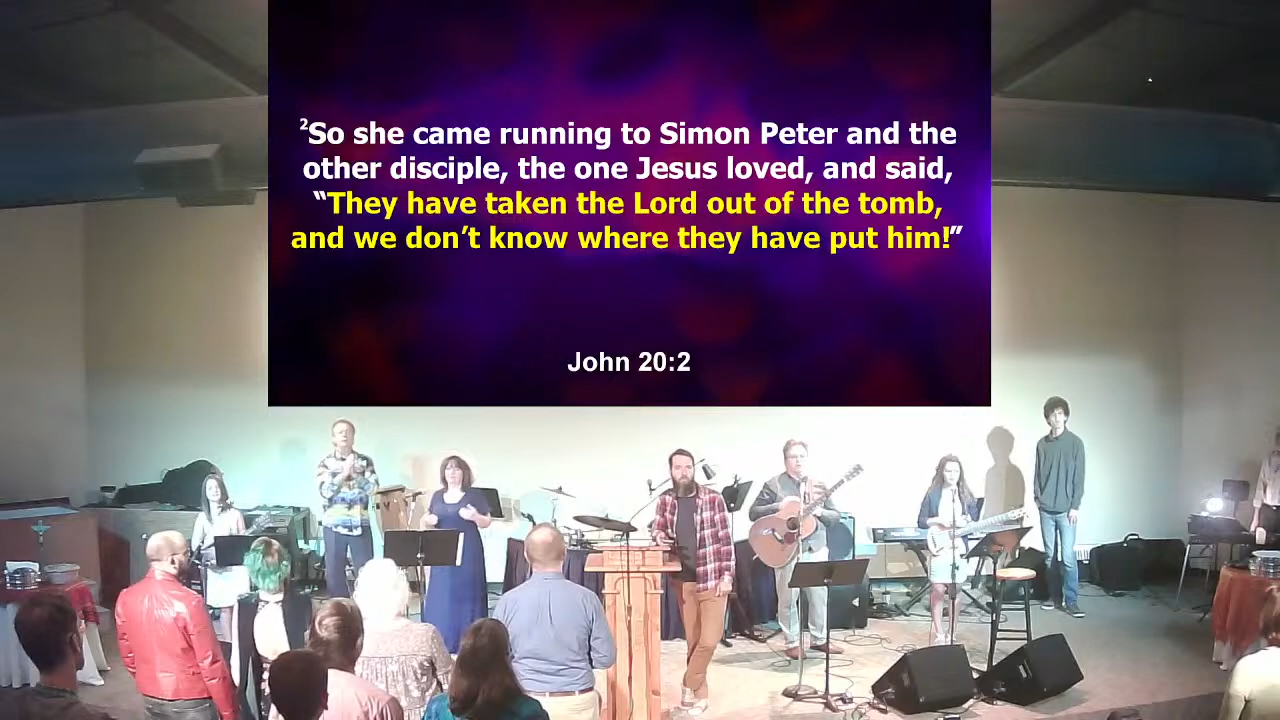 ²So she came running to Simon Peter and the
other disciple, the one Jesus loved, and said,
“They have taken the Lord out of the tomb,
and we don’t know where they have put him!”
John 20:2